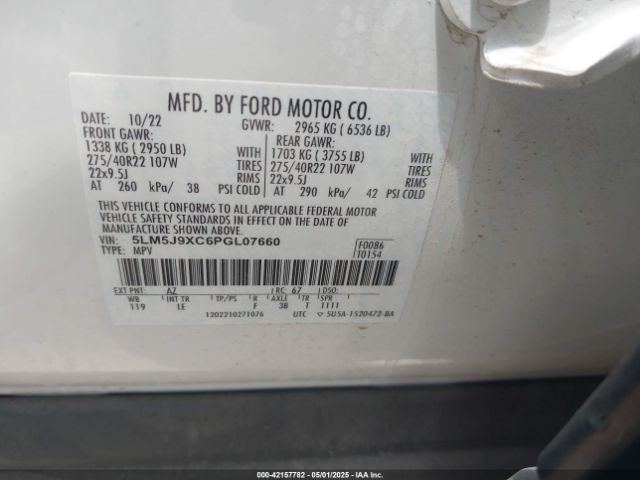 MFD. BY FORD MOTOR CO.
DATE: 10/22 GVWR: 2965 KG ( 6536 LB)
FRONT GAWR: REAR GAWR:
1338 KG ( 2950 LB) WITH 1703 KG ( 3755 LB) WITH
275/40R22 107W TIRES 275/40R22 107W TIRES
22x9.5J RIMS 22x9.5J RIMS
AT 260 kPa/ 38 PSI COLD AT 290 kPa/ 42 PSI COLD
THIS VEHICLE CONFORMS TO ALL APPLICABLE FEDERAL MOTOR
VEHICLE SAFETY STANDARDS IN EFFECT ON THE DATE OF
MANUFACTURE SHOWN ABOVE.
VIN: 5LM5J9XC6PGL07660 F0086
TYPE: MPV T0154
EXT PNT: AZ RC: 67 DSO:
WB INT TR TP/PS R AXLE TR SPR
119 LE F 3B T 1111
1202210271076 UTC 5U5A-1520472-BA
000-42157782 - 05/01/2025 - IAAI.COM